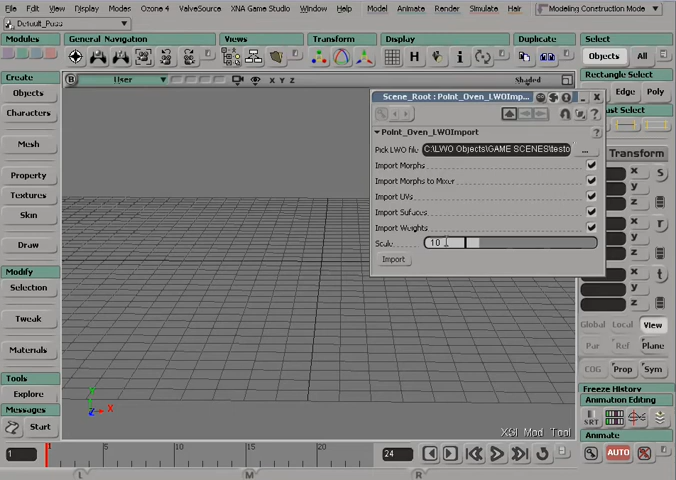 File Edit View Display Modes Ozone 4 ValveSource XNA Game Studio Window Help Model Animate Render Simulate Hair Modeling Construction Mode
Default_Pass
Modules General Navigation Views Transform Display Duplicate Select
Objects All
Create Rectangle Select
B User X Y Z Shaded
Objects Edge Poly
Scene_Root : Point_Oven_LWOImp...
Characters
Point_Oven_LWOImport
Mesh Pick LWO file C:\LWO Objects\GAME SCENES\testo ... Transform
Import Morphs
Property Import Morphs to Mixer
Textures Import UVs
Skin Import Sufaces
Import Weights
Draw Scale 10
Import
Modify
Selection
x
y
z
s
x
y
z
r
x
y
z
t
Tweak Global Local View
Materials Par Ref Plane
COG Prop Sym
Tools Freeze History
Explore Animation Editing
Messages SRT
Start XSI Mod Tool Animate
1 1 5 10 15 20 24 AUTO
L M R